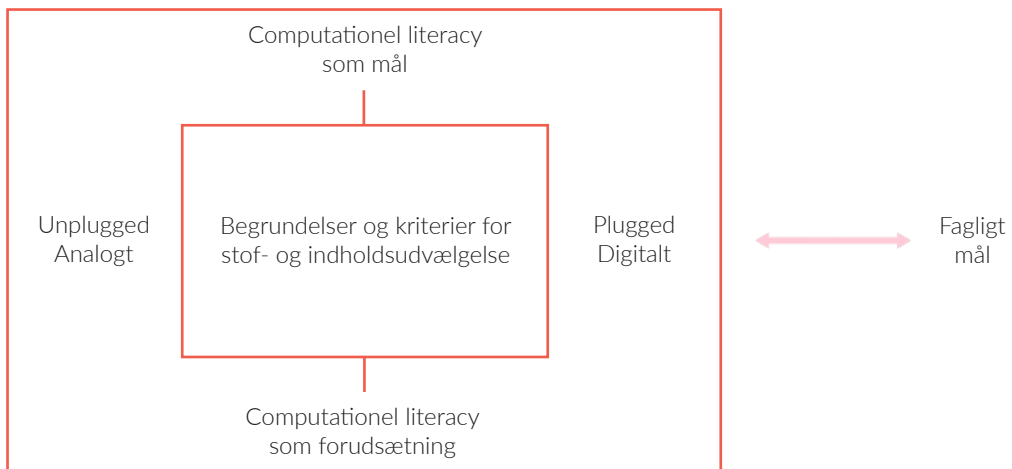 Computationel literacy
som mål
Unplugged
Analogt
Begrundelser og kriterier for
stof- og indholdsudvælgelse
Plugged
Digitalt
Fagligt
mål
Computationel literacy
som forudsætning